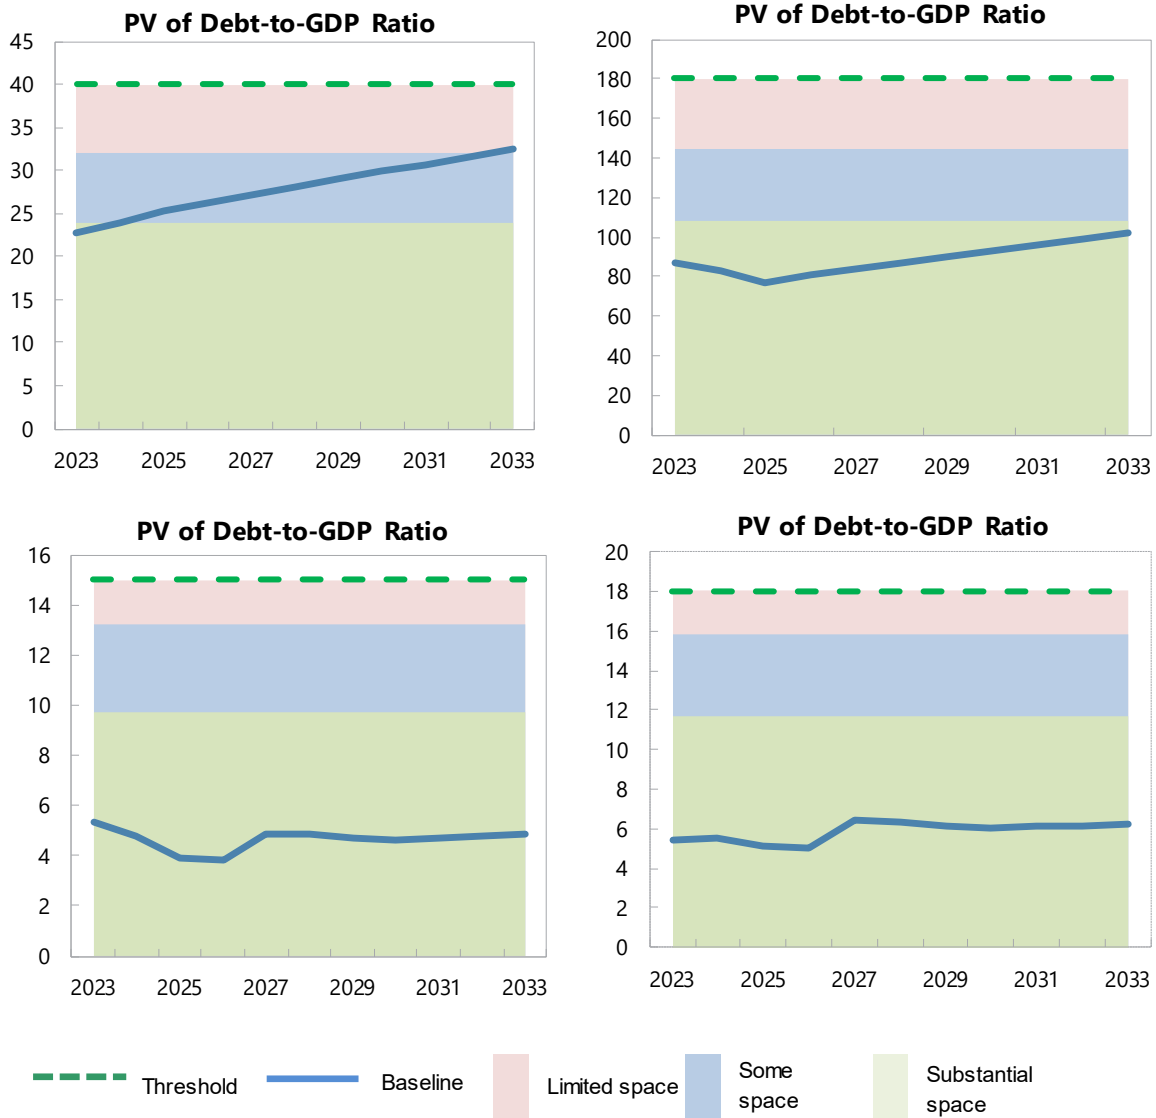 PV of Debt-to-GDP Ratio
45
40
35
30
25
20
15
10
5
0
2023 2025 2027 2029 2031 2033
PV of Debt-to-GDP Ratio
200
180
160
140
120
100
80
60
40
20
0
2023 2025 2027 2029 2031 2033
PV of Debt-to-GDP Ratio
16
14
12
10
8
6
4
2
0
2023 2025 2027 2029 2031 2033
PV of Debt-to-GDP Ratio
20
18
16
14
12
10
8
6
4
2
0
2023 2025 2027 2029 2031 2033
Threshold
Baseline
Limited space
Some
space
Substantial
space